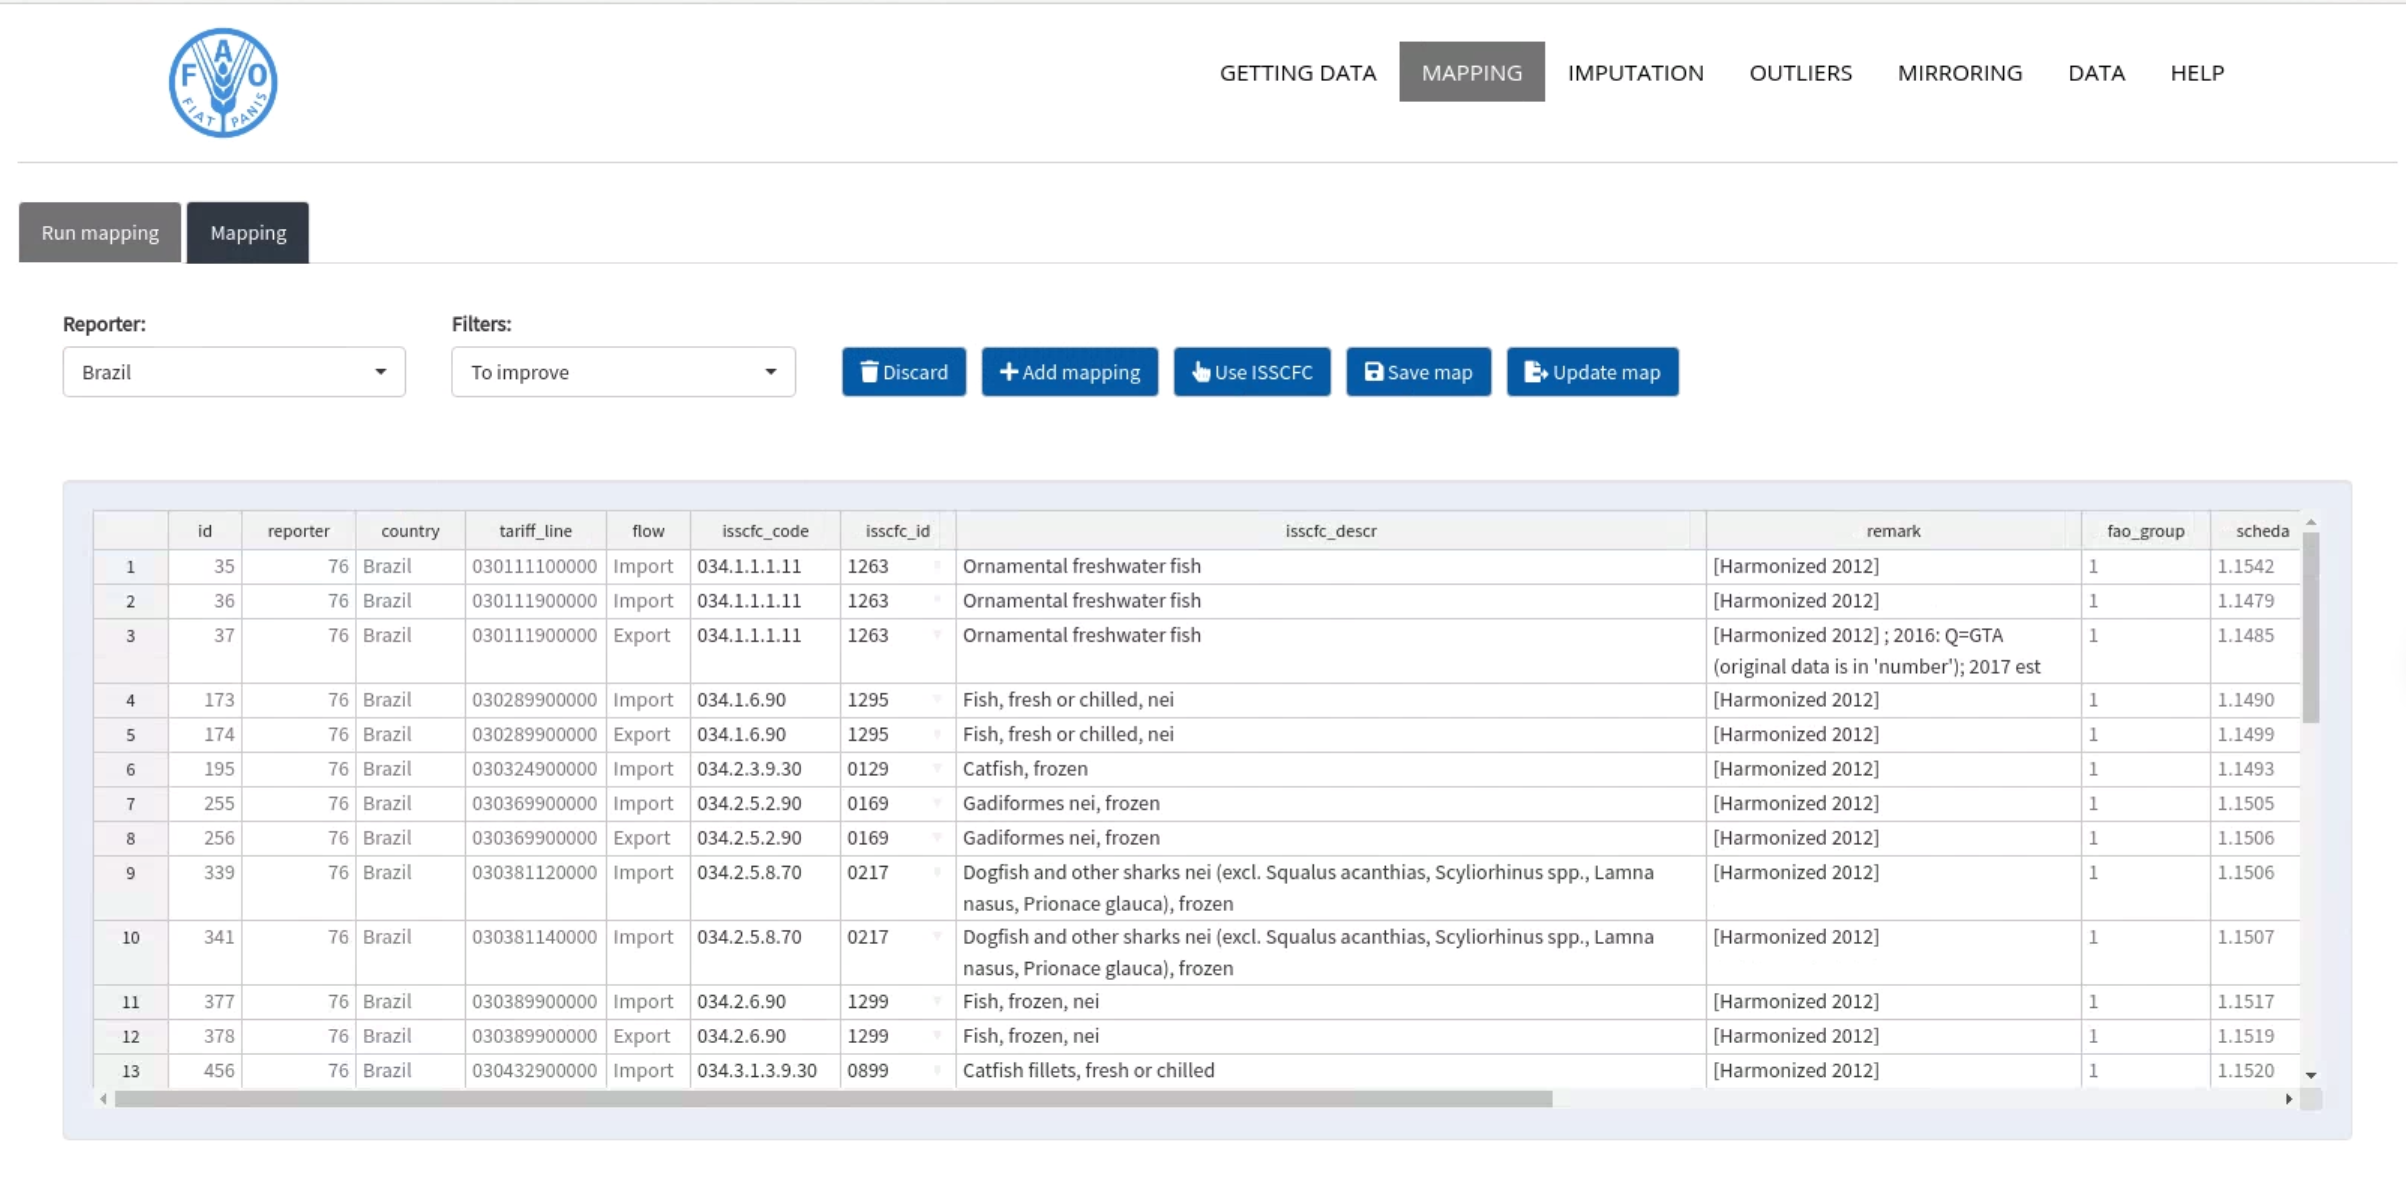 F A O
FIAT PANIS
GETTING DATA MAPPING IMPUTATION OUTLIERS MIRRORING DATA HELP
Run mapping Mapping
Reporter: Filters:
Brazil To improve Discard Add mapping Use ISSCFC Save map Update map
id reporter country tariff_line flow isscfc_code isscfc_id isscfc_descr remark fao_group scheda
1 35 76 Brazil 030111100000 Import 034.1.1.1.11 1263 Ornamental freshwater fish [Harmonized 2012] 1 1.1542
2 36 76 Brazil 030111900000 Import 034.1.1.1.11 1263 Ornamental freshwater fish [Harmonized 2012] 1 1.1479
3 37 76 Brazil 030111900000 Export 034.1.1.1.11 1263 Ornamental freshwater fish [Harmonized 2012] ; 2016: Q=GTA 1 1.1485
(original data is in 'number'); 2017 est
4 173 76 Brazil 030289900000 Import 034.1.6.90 1295 Fish, fresh or chilled, nei [Harmonized 2012] 1 1.1490
5 174 76 Brazil 030289900000 Export 034.1.6.90 1295 Fish, fresh or chilled, nei [Harmonized 2012] 1 1.1499
6 195 76 Brazil 030324900000 Import 034.2.3.9.30 0129 Catfish, frozen [Harmonized 2012] 1 1.1493
7 255 76 Brazil 030369900000 Import 034.2.5.2.90 0169 Gadiformes nei, frozen [Harmonized 2012] 1 1.1505
8 256 76 Brazil 030369900000 Export 034.2.5.2.90 0169 Gadiformes nei, frozen [Harmonized 2012] 1 1.1506
9 339 76 Brazil 030381120000 Import 034.2.5.8.70 0217 Dogfish and other sharks nei (excl. Squalus acanthias, Scyliorhinus spp., Lamna [Harmonized 2012] 1 1.1506
nasus, Prionace glauca), frozen
10 341 76 Brazil 030381140000 Import 034.2.5.8.70 0217 Dogfish and other sharks nei (excl. Squalus acanthias, Scyliorhinus spp., Lamna [Harmonized 2012] 1 1.1507
nasus, Prionace glauca), frozen
11 377 76 Brazil 030389900000 Import 034.2.6.90 1299 Fish, frozen, nei [Harmonized 2012] 1 1.1517
12 378 76 Brazil 030389900000 Export 034.2.6.90 1299 Fish, frozen, nei [Harmonized 2012] 1 1.1519
13 456 76 Brazil 030432900000 Import 034.3.1.3.9.30 0899 Catfish fillets, fresh or chilled [Harmonized 2012] 1 1.1520